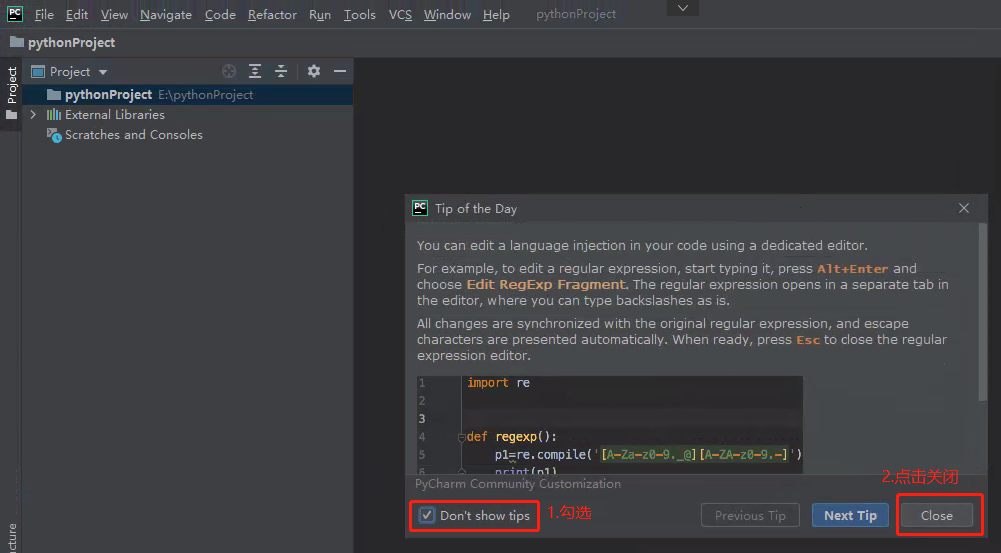 PC File Edit View Navigate Code Refactor Run Tools VCS Window Help pythonProject
pythonProject
Project
Project
pythonProject E:\pythonProject
External Libraries
Scratches and Consoles
PC Tip of the Day
You can edit a language injection in your code using a dedicated editor.
For example, to edit a regular expression, start typing it, press Alt+Enter and
choose Edit RegExp Fragment. The regular expression opens in a separate tab in
the editor, where you can type backslashes as is.
All changes are synchronized with the original regular expression, and escape
characters are presented automatically. When ready, press Esc to close the regular
expression editor.
1 import re
2
3
4 def regexp():
5 p1=re.compile('[A-Za-z0-9._@][A-ZA-z0-9.-]')
6 print(p1)
PyCharm Community Customization
2.点击关闭
Don't show tips
1.勾选
Previous Tip
Next Tip
Close